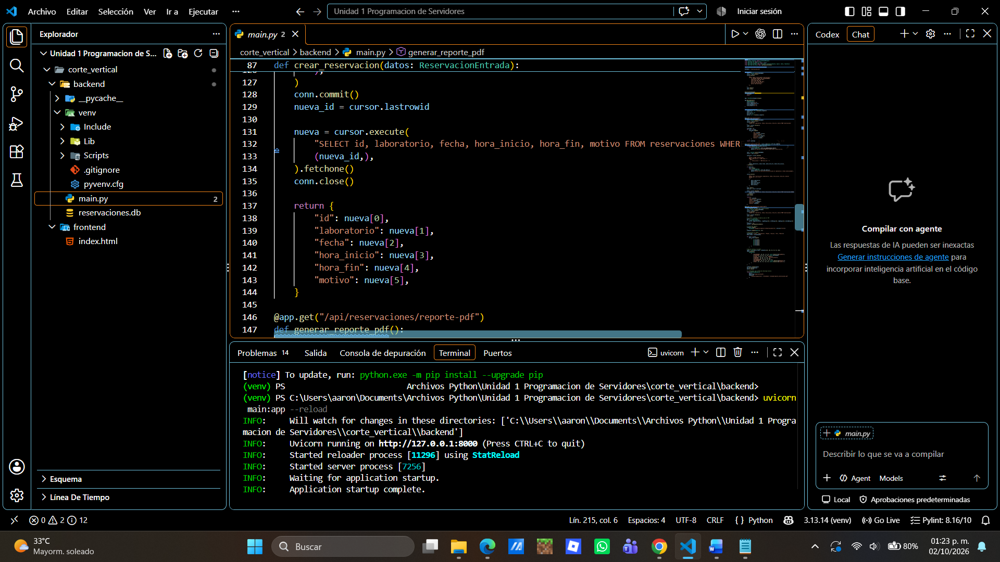 Archivo Editar Selección Ver Ir a Ejecutar ···
Unidad 1 Programacion de Servidores
Iniciar sesión
Explorador
Unidad 1 Programacion de S...
corte_vertical
backend
__pycache__
venv
Include
Lib
Scripts
.gitignore
pyvenv.cfg
main.py 2
reservaciones.db
frontend
index.html
Esquema
Línea De Tiempo
main.py 2
corte_vertical > backend > main.py > generar_reporte_pdf
87 def crear_reservacion(datos: ReservacionEntrada):
127 )
128 conn.commit()
129 nueva_id = cursor.lastrowid
130
131 nueva = cursor.execute(
132 "SELECT id, laboratorio, fecha, hora_inicio, hora_fin, motivo FROM reservaciones WHER
133 (nueva_id,),
134 ).fetchone()
135 conn.close()
136
137 return {
138 "id": nueva[0],
139 "laboratorio": nueva[1],
140 "fecha": nueva[2],
141 "hora_inicio": nueva[3],
142 "hora_fin": nueva[4],
143 "motivo": nueva[5],
144 }
145
146 @app.get("/api/reservaciones/reporte-pdf")
147 def generar_reporte_pdf():
Problemas 14 Salida Consola de depuración Terminal Puertos
uvicorn
[notice] To update, run: python.exe -m pip install --upgrade pip
(venv) PS Archivos Python\Unidad 1 Programacion de Servidores\corte_vertical\backend>
(venv) PS C:\Users\aaron\Documents\Archivos Python\Unidad 1 Programacion de Servidores\corte_vertical\backend> uvicorn
main:app --reload
INFO: Will watch for changes in these directories: ['C:\\Users\\aaron\\Documents\\Archivos Python\\Unidad 1 Progra
macion de Servidores\\corte_vertical\\backend']
INFO: Uvicorn running on http://127.0.0.1:8000 (Press CTRL+C to quit)
INFO: Started reloader process [11296] using StatReload
INFO: Started server process [7256]
INFO: Waiting for application startup.
INFO: Application startup complete.
Codex Chat
Compilar con agente
Las respuestas de IA pueden ser inexactas
Generar instrucciones de agente para
incorporar inteligencia artificial en el código
base.
main.py
Describir lo que se va a compilar
Agent Models
Local Aprobaciones predeterminadas
0 2 12
Lín. 215, col. 6 Espacios: 4 UTF-8 CRLF { } Python 3.13.14 (venv) Go Live Pylint: 8.16/10
33°C
Mayorm. soleado
Buscar
80%
01:23 p. m.
02/10/2026